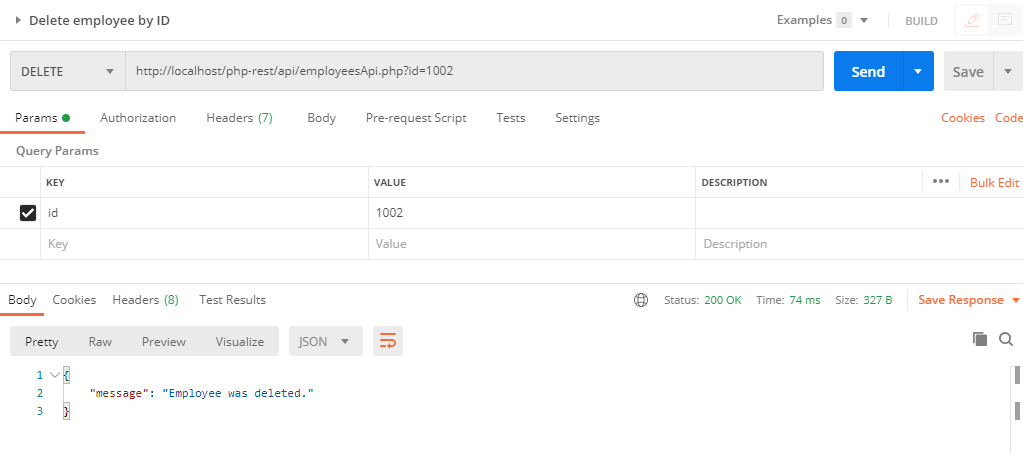 Delete employee by ID Examples 0 BUILD
DELETE http://localhost/php-rest/api/employeesApi.php?id=1002 Send Save
Params Authorization Headers (7) Body Pre-request Script Tests Settings Cookies Code
Query Params
KEY VALUE DESCRIPTION ••• Bulk Edit
id 1002
Key Value Description
Body Cookies Headers (8) Test Results Status: 200 OK Time: 74 ms Size: 327 B Save Response
Pretty Raw Preview Visualize JSON
1 {
2 "message": "Employee was deleted."
3 }